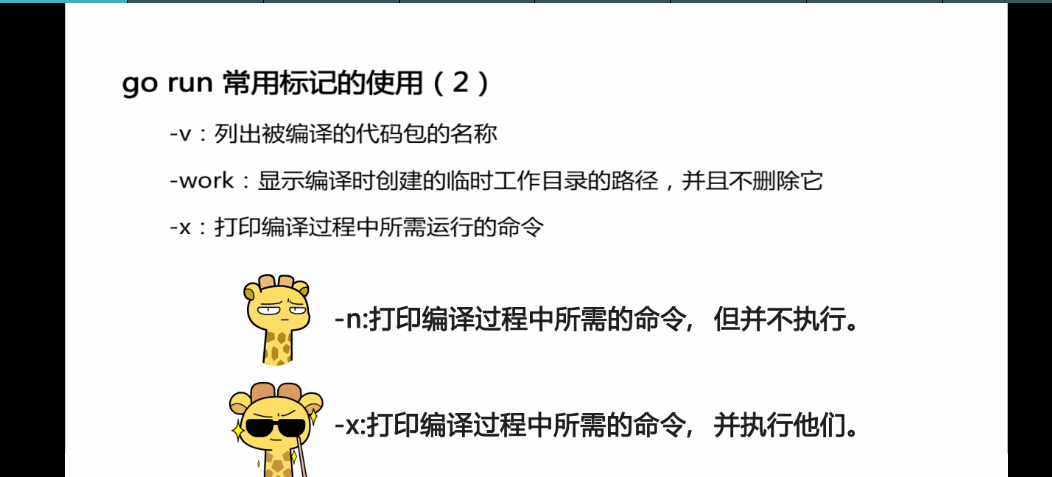 go run 常用标记的使用（2）
-v：列出被编译的代码包的名称
-work：显示编译时创建的临时工作目录的路径，并且不删除它
-x：打印编译过程中所需运行的命令
-n:打印编译过程中所需的命令，但并不执行。
-x:打印编译过程中所需的命令，并执行他们。